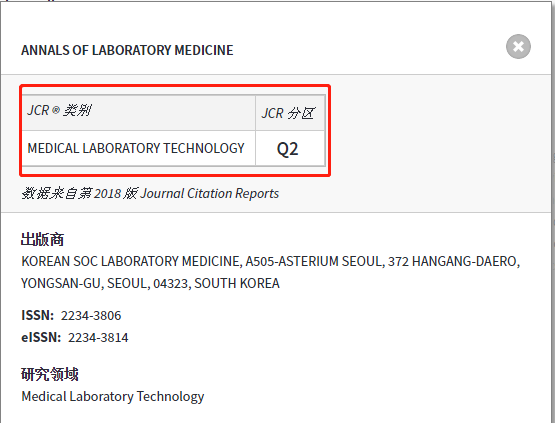 ANNALS OF LABORATORY MEDICINE
JCR ® 类别 JCR 分区
MEDICAL LABORATORY TECHNOLOGY Q2
数据来自第 2018 版 Journal Citation Reports
出版商
KOREAN SOC LABORATORY MEDICINE, A505-ASTERIUM SEOUL, 372 HANGANG-DAERO,
YONGSAN-GU, SEOUL, 04323, SOUTH KOREA
ISSN: 2234-3806
eISSN: 2234-3814
研究领域
Medical Laboratory Technology